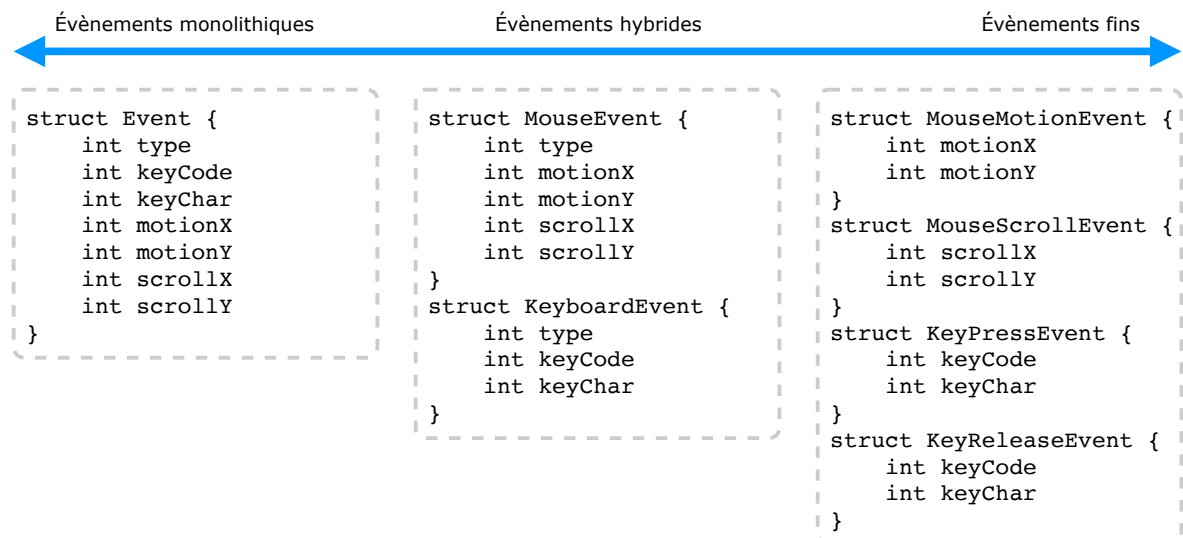 Évènements monolithiques
Évènements hybrides
Évènements fins
struct Event {
int type
int keyCode
int keyChar
int motionX
int motionY
int scrollX
int scrollY
}
struct MouseEvent {
int type
int motionX
int motionY
int scrollX
int scrollY
}
struct KeyboardEvent {
int type
int keyCode
int keyChar
}
struct MouseMotionEvent {
int motionX
int motionY
}
struct MouseScrollEvent {
int scrollX
int scrollY
}
struct KeyPressEvent {
int keyCode
int keyChar
}
struct KeyReleaseEvent {
int keyCode
int keyChar
}